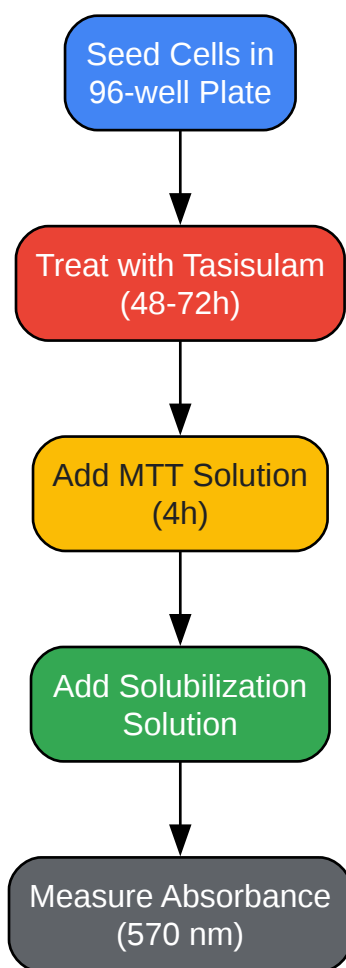 Seed Cells in
96-well Plate
Treat with Tasisulam
(48-72h)
Add MTT Solution
(4h)
Add Solubilization
Solution
Measure Absorbance
(570 nm)